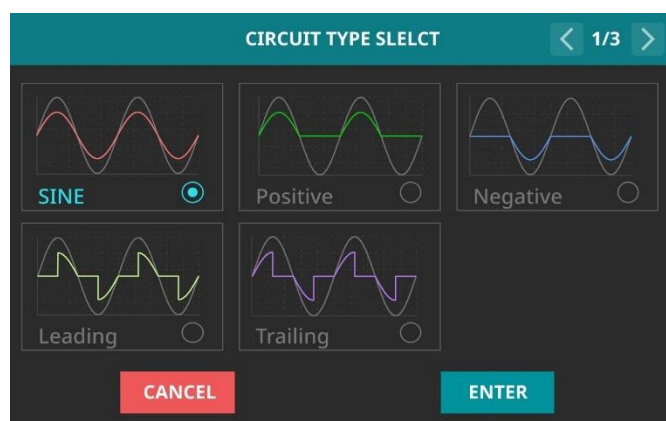 CIRCUIT TYPE SLELCT
1/3
SINE
Positive
Negative
Leading
Trailing
CANCEL
ENTER